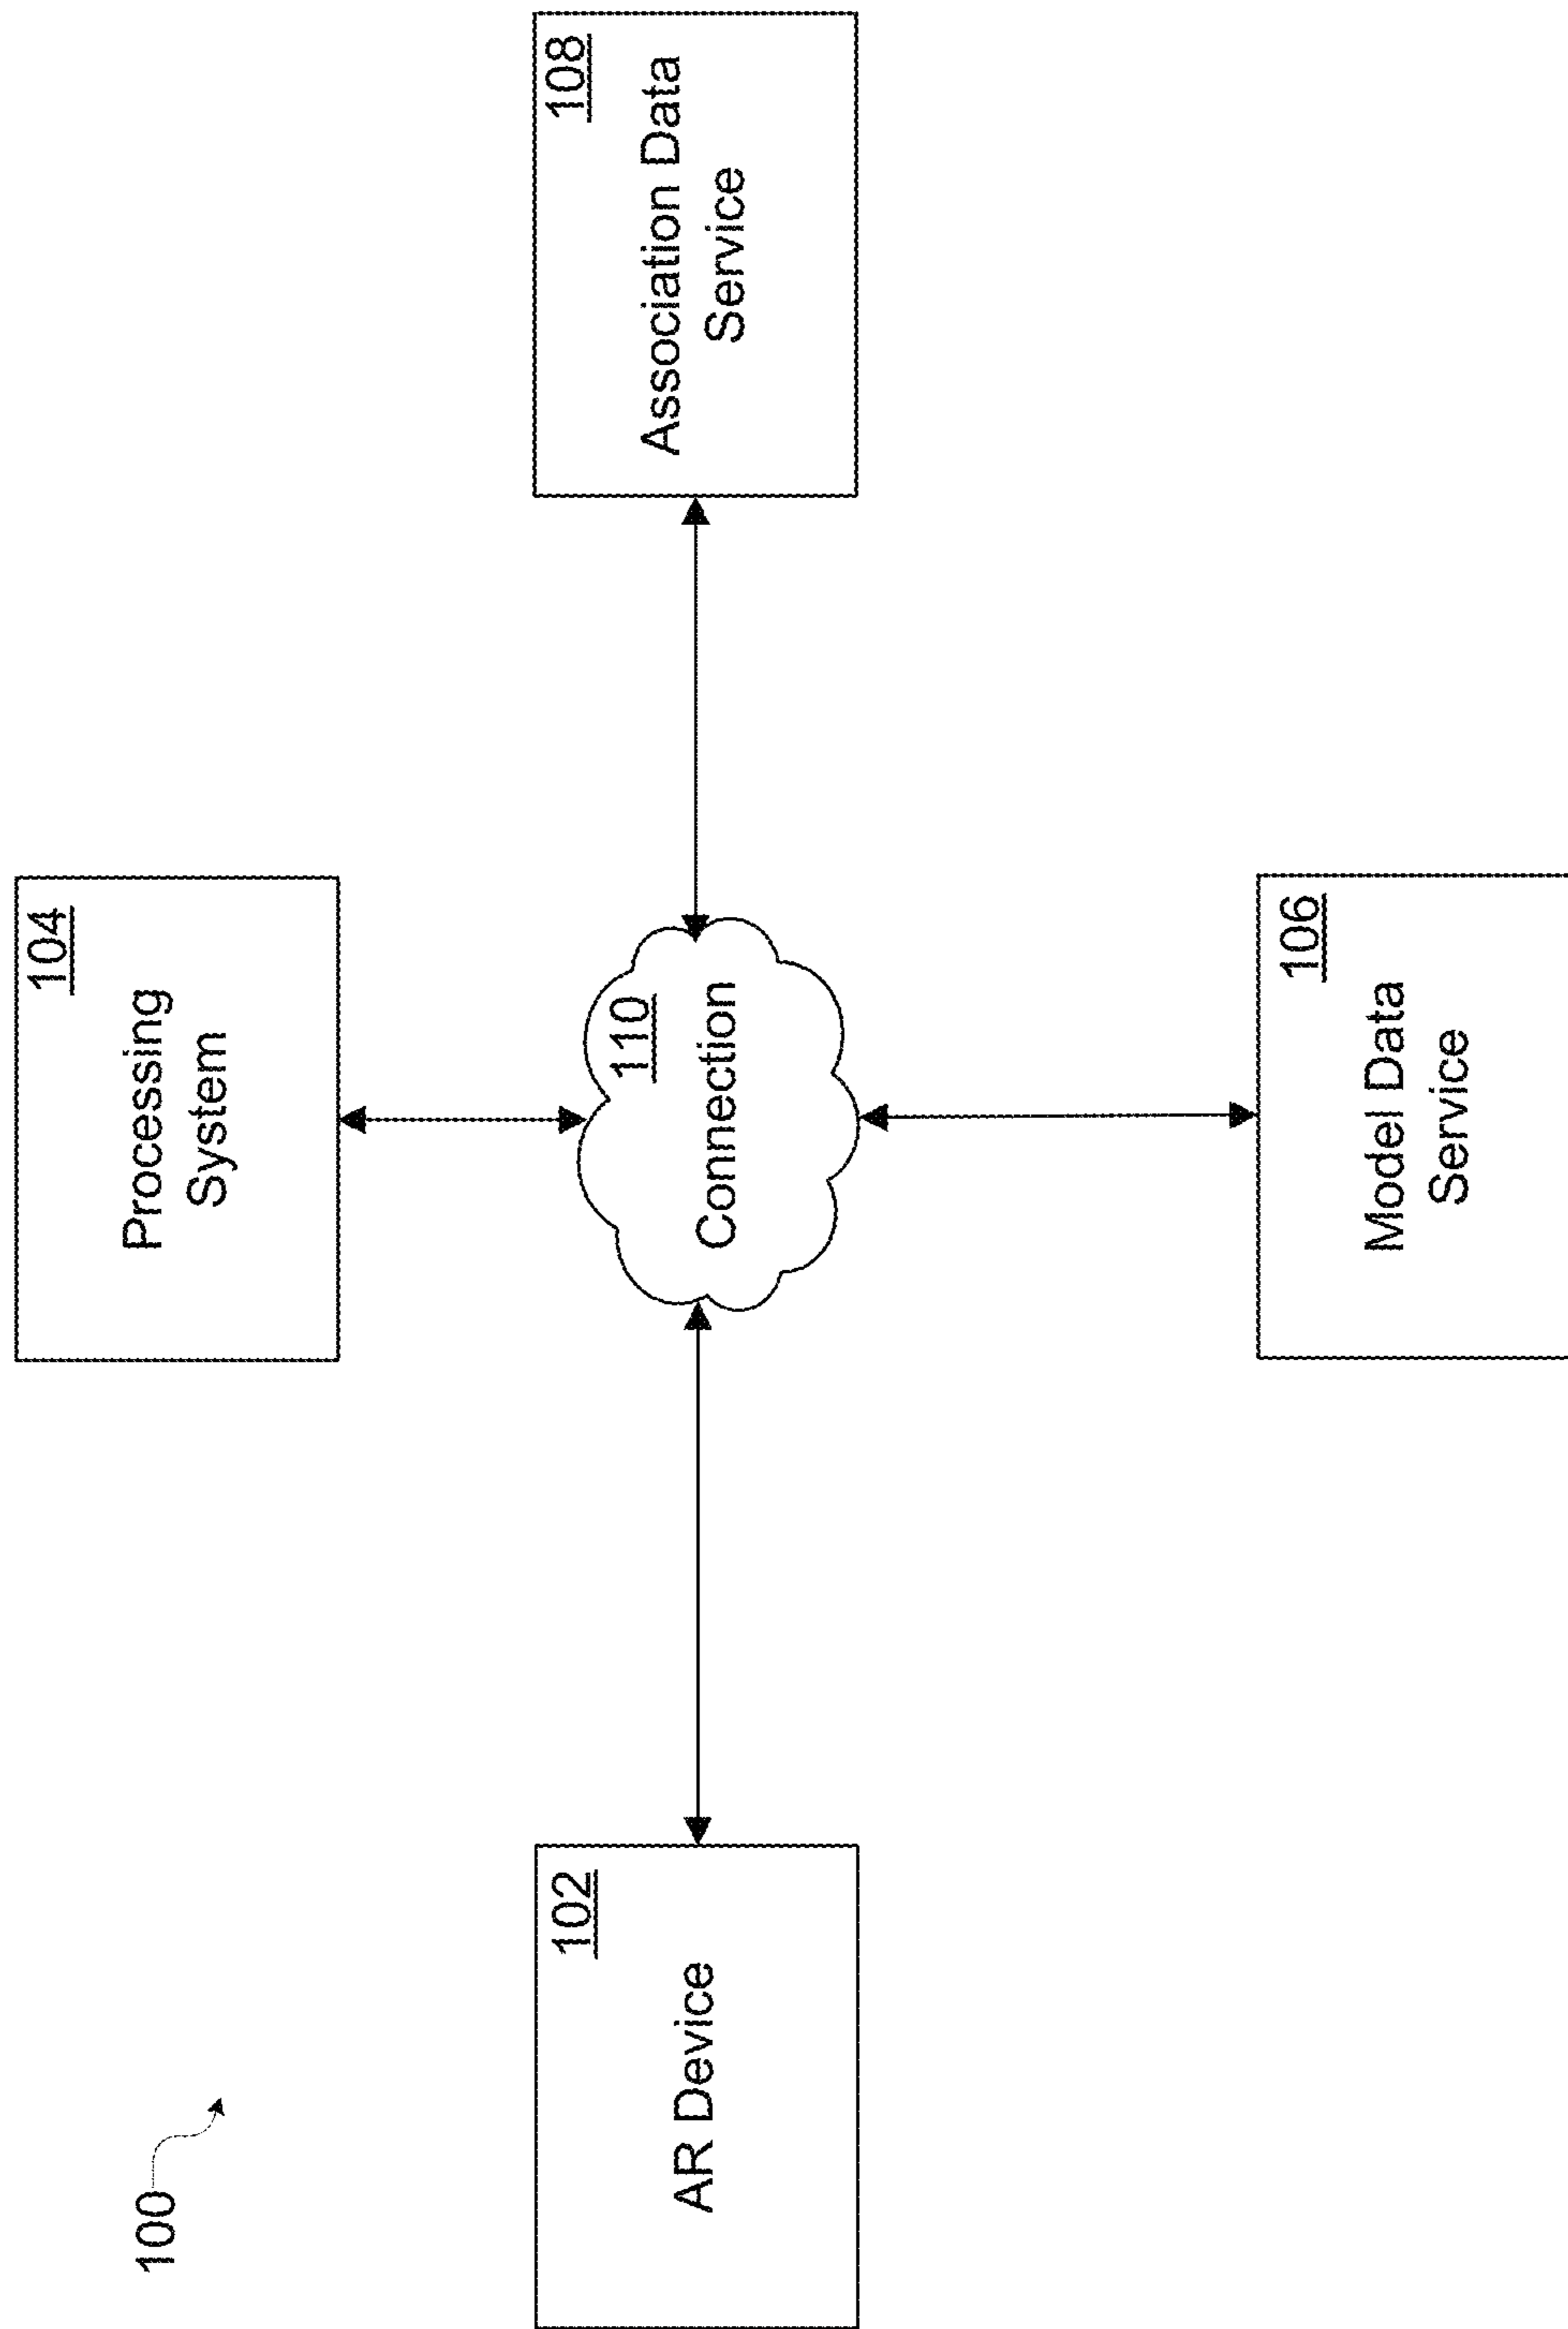 100
104
Processing
System
102
AR Device
110
Connection
108
Association Data
Service
106
Model Data
Service